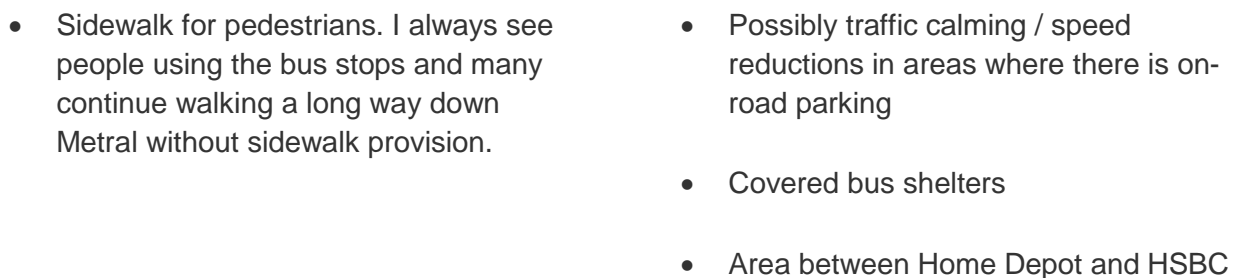 • Sidewalk for pedestrians. I always see
people using the bus stops and many
continue walking a long way down
Metral without sidewalk provision.
• Possibly traffic calming / speed
reductions in areas where there is on-
road parking
• Covered bus shelters
• Area between Home Depot and HSBC